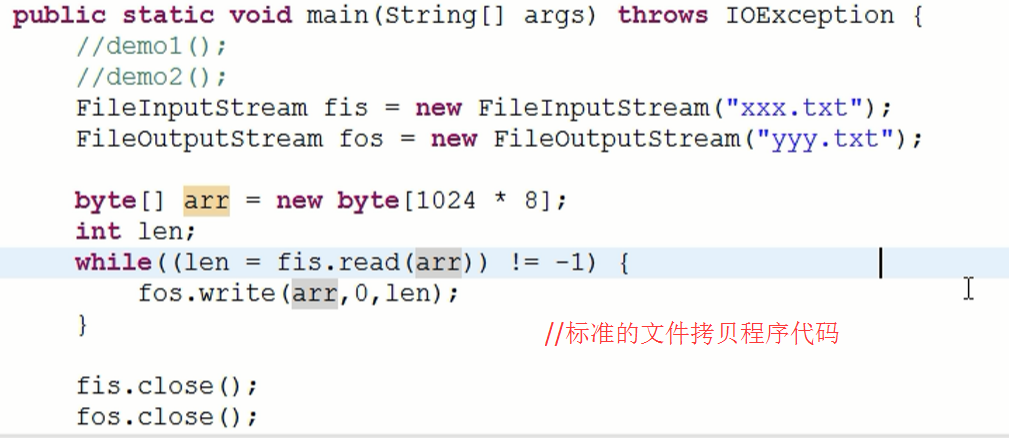 public static void main(String[] args) throws IOException {
//demo1();
//demo2();
FileInputStream fis = new FileInputStream("xxx.txt");
FileOutputStream fos = new FileOutputStream("yyy.txt");
byte[] arr = new byte[1024 * 8];
int len;
while((len = fis.read(arr)) != -1) {
fos.write(arr,0,len);
}
//标准的文件拷贝程序代码
fis.close();
fos.close();